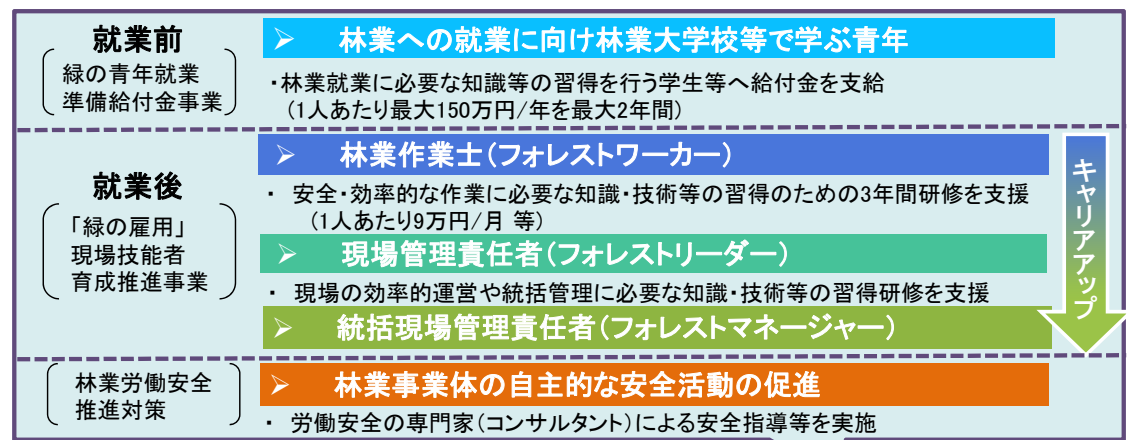 就業前
緑の青年就業
準備給付金事業
➢ 林業への就業に向け林業大学校等で学ぶ青年
・林業就業に必要な知識等の習得を行う学生等へ給付金を支給
(1人あたり最大150万円/年を最大2年間)
就業後
「緑の雇用」
現場技能者
育成推進事業
➢ 林業作業士(フォレストワーカー)
・ 安全・効率的な作業に必要な知識・技術等の習得のための3年間研修を支援
(1人あたり9万円/月 等)
➢ 現場管理責任者(フォレストリーダー)
・ 現場の効率的運営や統括管理に必要な知識・技術等の習得研修を支援
➢ 統括現場管理責任者(フォレストマネージャー)
キャリアアップ
林業労働安全
推進対策
➢ 林業事業体の自主的な安全活動の促進
・ 労働安全の専門家(コンサルタント)による安全指導等を実施